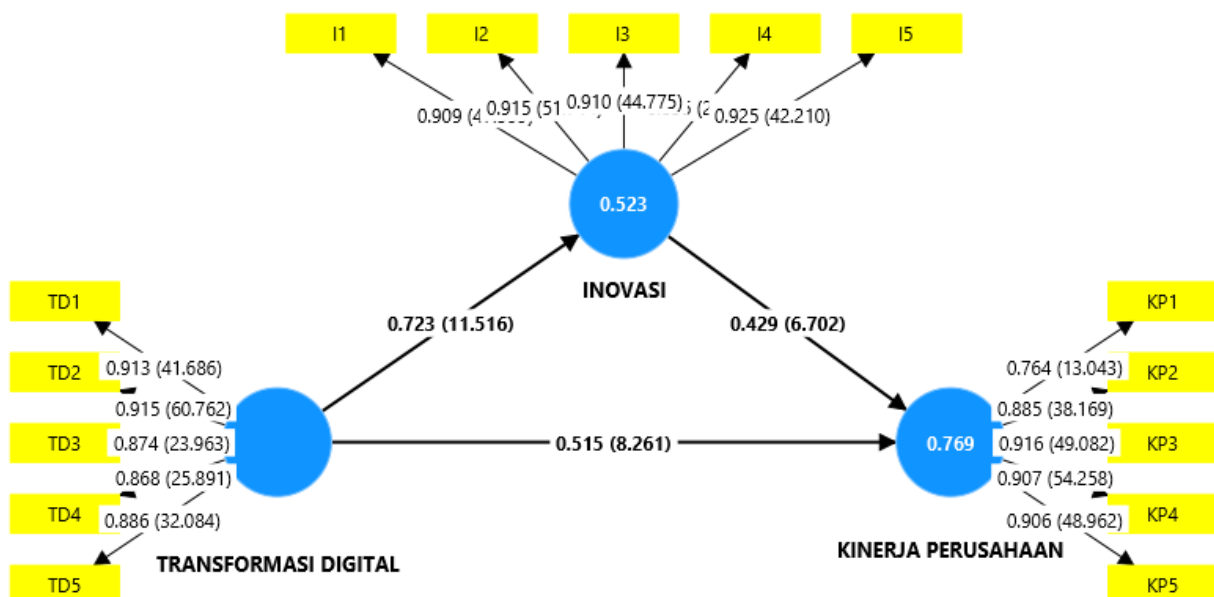 I1
I2
I3
I4
I5
0.909
0.915
0.910 (44.775)
0.925 (42.210)
0.523
INOVASI
TD1
TD2
TD3
TD4
TD5
0.913 (41.686)
0.915 (60.762)
0.874 (23.963)
0.868 (25.891)
0.886 (32.084)
TRANSFORMASI DIGITAL
0.723 (11.516)
0.429 (6.702)
0.515 (8.261)
KP1
KP2
KP3
KP4
KP5
0.764 (13.043)
0.885 (38.169)
0.916 (49.082)
0.907 (54.258)
0.906 (48.962)
0.769
KINERJA PERUSAHAAN